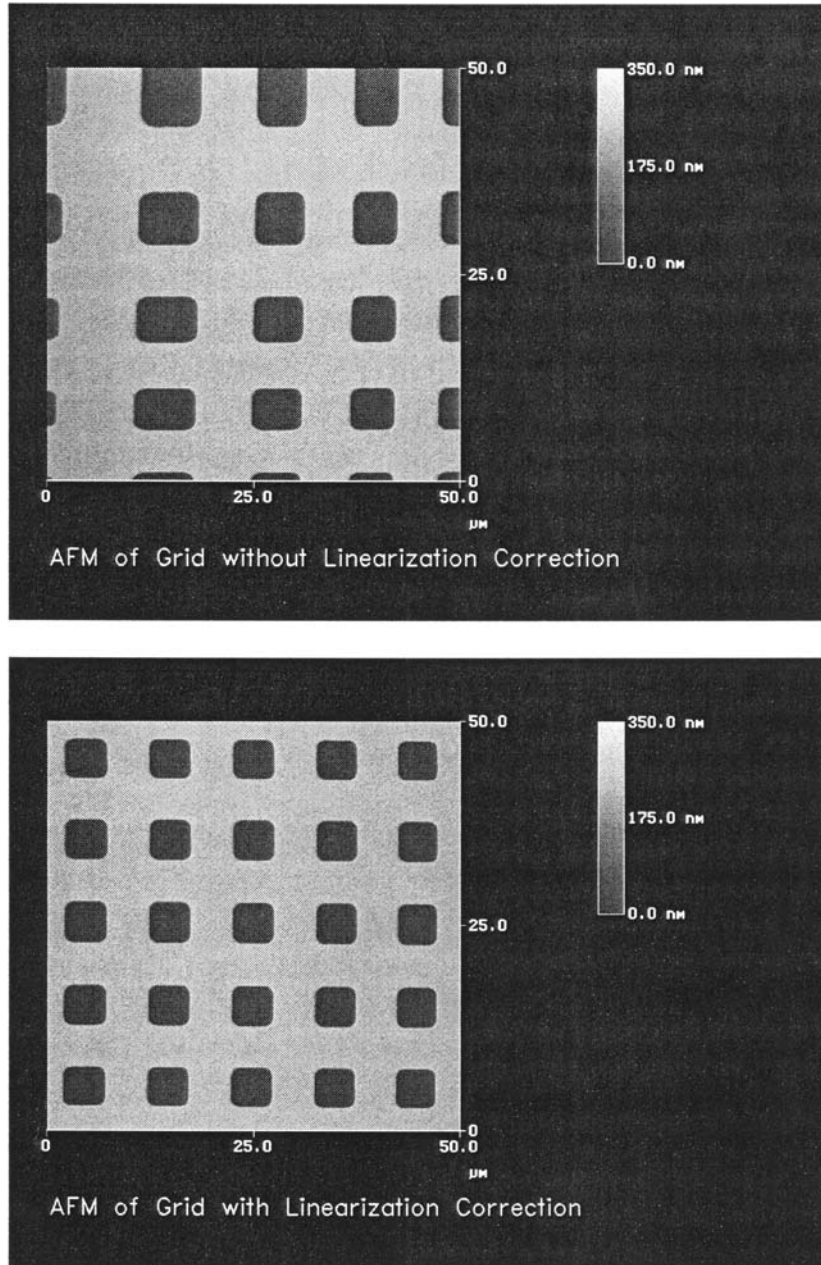 50.0
350.0 nM
175.0 nM
0.0 nM
25.0
0
0
25.0
50.0
μM
AFM of Grid without Linearization Correction
50.0
350.0 nM
175.0 nM
0.0 nM
25.0
0
0
25.0
50.0
μM
AFM of Grid with Linearization Correction